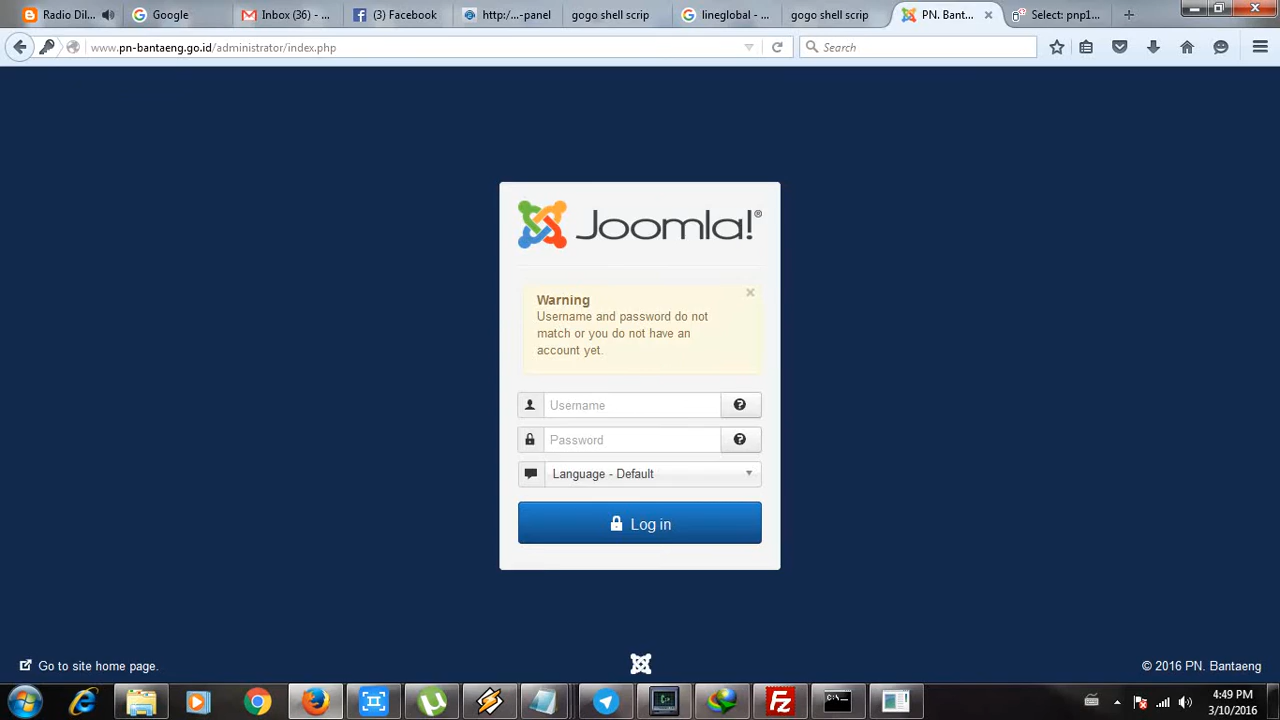 Radio Dil...
Google
Inbox (36) - ...
(3) Facebook
http:/...-panel
gogo shell scrip
lineglobal - ...
gogo shell scrip
PN. Bant...
Select: pnp1...
www.pn-bantaeng.go.id/administrator/index.php
Search
Joomla!®
Warning
Username and password do not
match or you do not have an
account yet.
Username
Password
Language - Default
Log in
Go to site home page.
© 2016 PN. Bantaeng
4:49 PM
3/10/2016